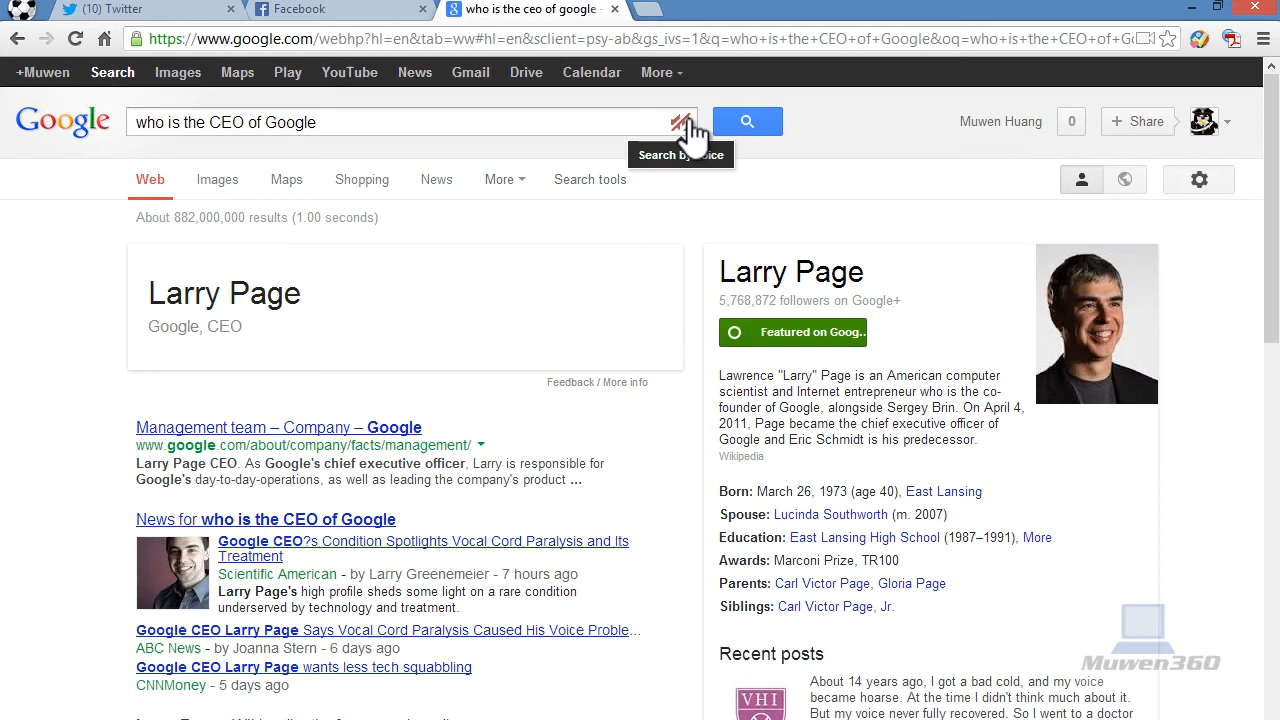 (10) Twitter
Facebook
who is the ceo of google -
https://www.google.com/webhp?hl=en&tab=ww#hl=en&sclient=psy-ab&gs_ivs=1&q=who+is+the+CEO+of+Google&oq=who+is+the+CEO+of+G
+Muwen Search Images Maps Play YouTube News Gmail Drive Calendar More
Google
who is the CEO of Google
Muwen Huang 0 + Share
Search by voice
Web Images Maps Shopping News More Search tools
About 882,000,000 results (1.00 seconds)
Larry Page
Google, CEO
Feedback / More info
Management team – Company – Google
www.google.com/about/company/facts/management/
Larry Page CEO. As Google's chief executive officer, Larry is responsible for
Google's day-to-day-operations, as well as leading the company's product ...
News for who is the CEO of Google
Google CEO?s Condition Spotlights Vocal Cord Paralysis and Its
Treatment
Scientific American - by Larry Greenemeier - 7 hours ago
Larry Page's high profile sheds some light on a rare condition
underserved by technology and treatment.
Google CEO Larry Page Says Vocal Cord Paralysis Caused His Voice Proble...
ABC News - by Joanna Stern - 6 days ago
Google CEO Larry Page wants less tech squabbling
CNNMoney - 5 days ago
Larry Page
5,768,872 followers on Google+
Featured on Goog..
Lawrence "Larry" Page is an American computer
scientist and Internet entrepreneur who is the co-
founder of Google, alongside Sergey Brin. On April 4,
2011, Page became the chief executive officer of
Google and Eric Schmidt is his predecessor.
Wikipedia
Born: March 26, 1973 (age 40), East Lansing
Spouse: Lucinda Southworth (m. 2007)
Education: East Lansing High School (1987–1991), More
Awards: Marconi Prize, TR100
Parents: Carl Victor Page, Gloria Page
Siblings: Carl Victor Page, Jr.
Recent posts
VHI
About 14 years ago, I got a bad cold, and my voice
became hoarse. At the time I didn't think much about it.
But my voice never fully recovered. So I went to a doctor
Muwen360